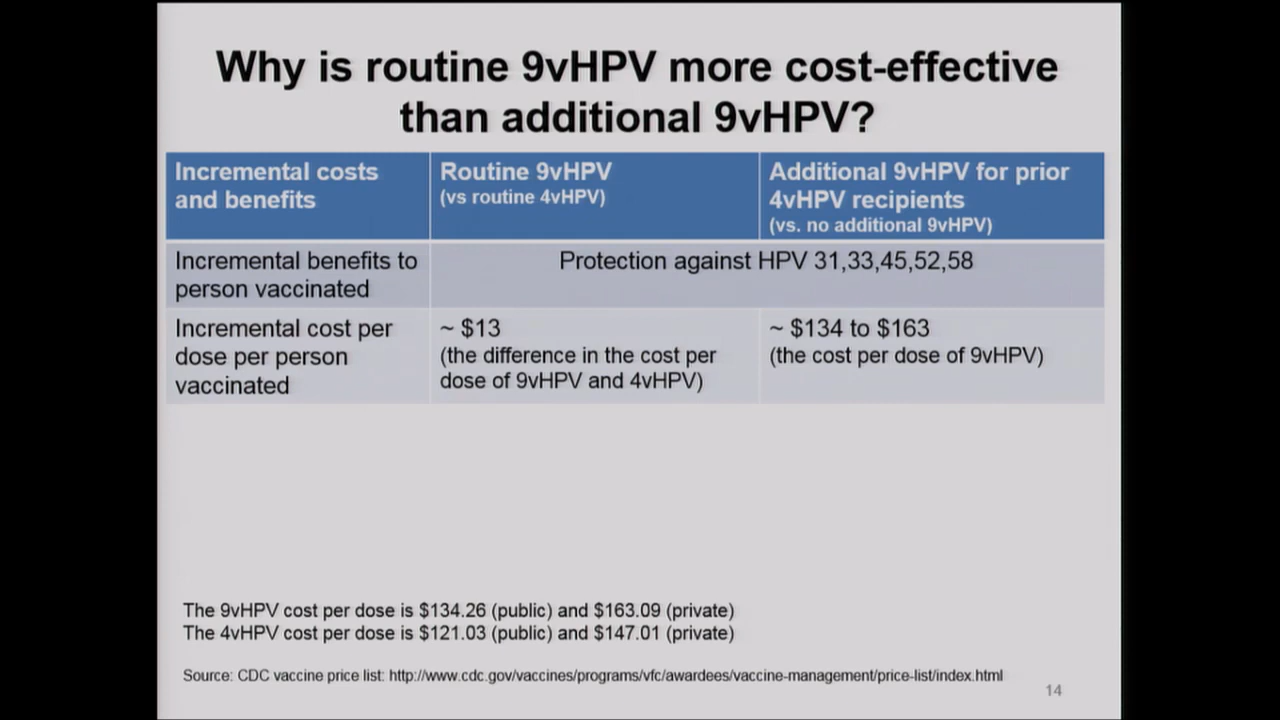 Why is routine 9vHPV more cost-effective
than additional 9vHPV?
Incremental costs
and benefits
Routine 9vHPV
(vs routine 4vHPV)
Additional 9vHPV for prior
4vHPV recipients
(vs. no additional 9vHPV)
Incremental benefits to
person vaccinated
Protection against HPV 31,33,45,52,58
Incremental cost per
dose per person
vaccinated
~ $13
(the difference in the cost per
dose of 9vHPV and 4vHPV)
~ $134 to $163
(the cost per dose of 9vHPV)
The 9vHPV cost per dose is $134.26 (public) and $163.09 (private)
The 4vHPV cost per dose is $121.03 (public) and $147.01 (private)
Source: CDC vaccine price list: http://www.cdc.gov/vaccines/programs/vfc/awardees/vaccine-management/price-list/index.html
14